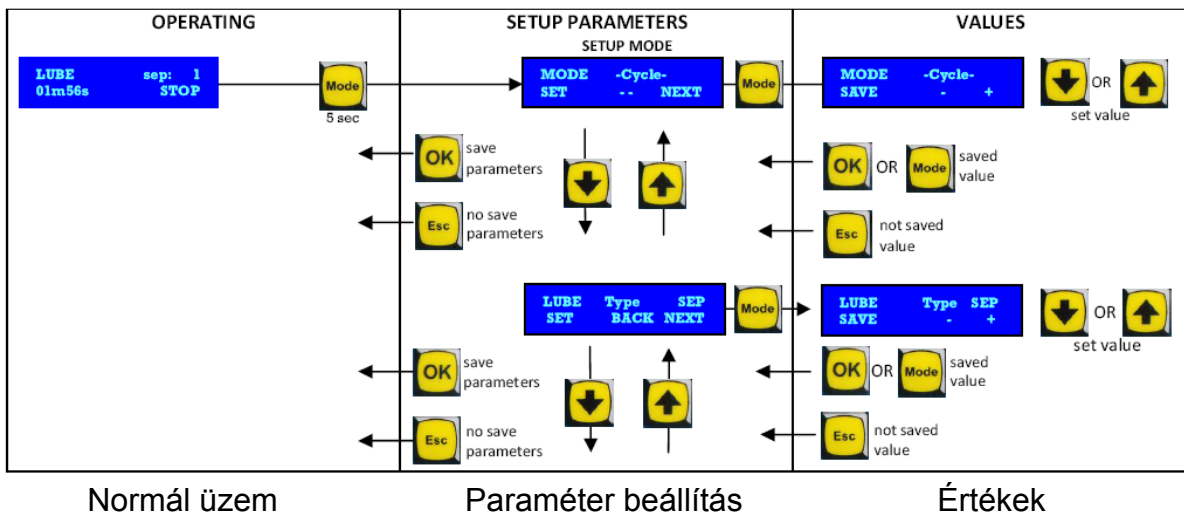 OPERATING
SETUP PARAMETERS
VALUES
SETUP MODE
LUBE sep: 1
01m56s STOP
Mode
5 sec
MODE -Cycle-
SET -- NEXT
Mode
MODE -Cycle-
SAVE - +
OR
set value
OK
save
parameters
Esc
no save
parameters
OK OR Mode
saved
value
Esc
not saved
value
LUBE Type SEP
SET BACK NEXT
Mode
LUBE Type SEP
SAVE - +
OR
set value
OK
save
parameters
Esc
no save
parameters
OK OR Mode
saved
value
Esc
not saved
value
Normál üzem
Paraméter beállítás
Értékek